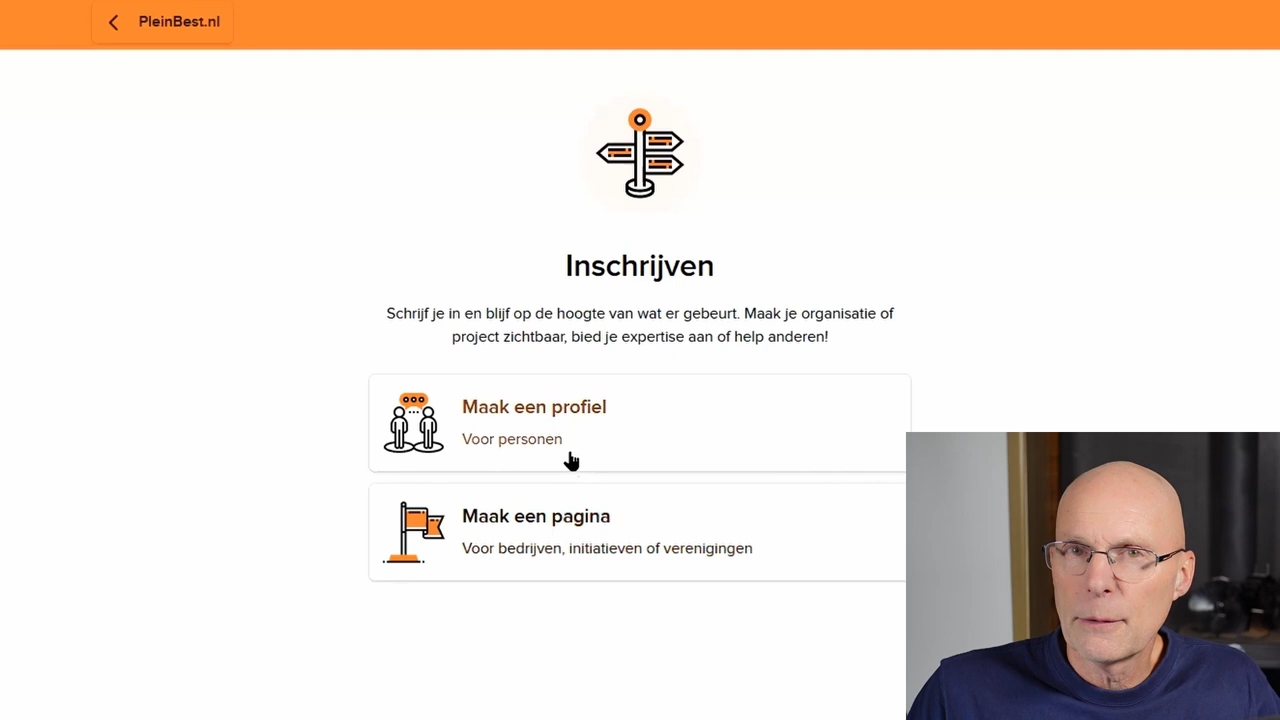 PleinBest.nl
Inschrijven
Schrijf je in en blijf op de hoogte van wat er gebeurt. Maak je organisatie of
project zichtbaar, bied je expertise aan of help anderen!
Maak een profiel
Voor personen
Maak een pagina
Voor bedrijven, initiatieven of verenigingen